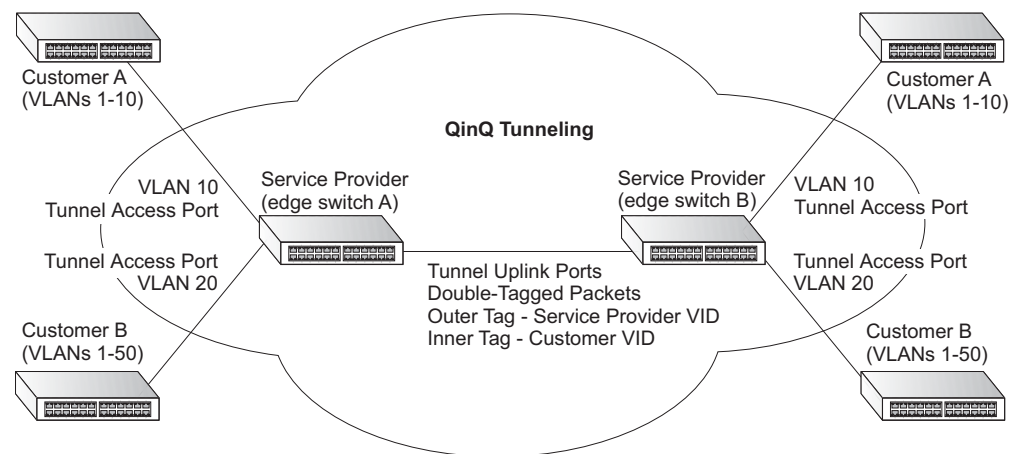 Customer A
(VLANs 1-10)
Customer A
(VLANs 1-10)
QinQ Tunneling
VLAN 10
Tunnel Access Port
Service Provider
(edge switch A)
Service Provider
(edge switch B)
VLAN 10
Tunnel Access Port
Tunnel Access Port
VLAN 20
Tunnel Uplink Ports
Double-Tagged Packets
Outer Tag - Service Provider VID
Inner Tag - Customer VID
Tunnel Access Port
VLAN 20
Customer B
(VLANs 1-50)
Customer B
(VLANs 1-50)